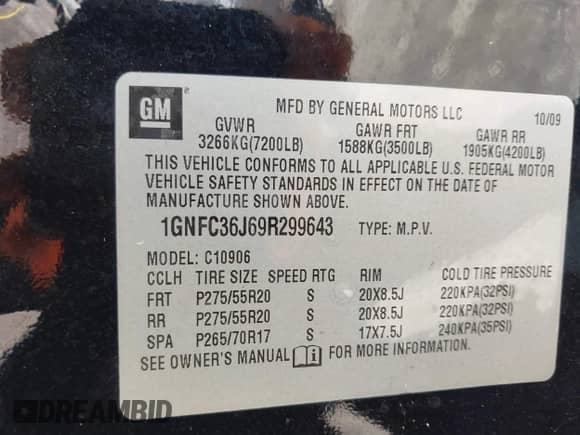 GM
MFD BY GENERAL MOTORS LLC
10/09
GVWR GAWR FRT GAWR RR
3266KG(7200LB) 1588KG(3500LB) 1905KG(4200LB)
THIS VEHICLE CONFORMS TO ALL APPLICABLE U.S. FEDERAL MOTOR
VEHICLE SAFETY STANDARDS IN EFFECT ON THE DATE OF
MANUFACTURE SHOWN ABOVE.
1GNFC36J69R299643 TYPE: M.P.V.
MODEL: C10906
CCLH TIRE SIZE SPEED RTG RIM COLD TIRE PRESSURE
FRT P275/55R20 S 20X8.5J 220KPA(32PSI)
RR P275/55R20 S 20X8.5J 220KPA(32PSI)
SPA P265/70R17 S 17X7.5J 240KPA(35PSI)
SEE OWNER'S MANUAL i FOR MORE INFORMATION.
DREAMBID